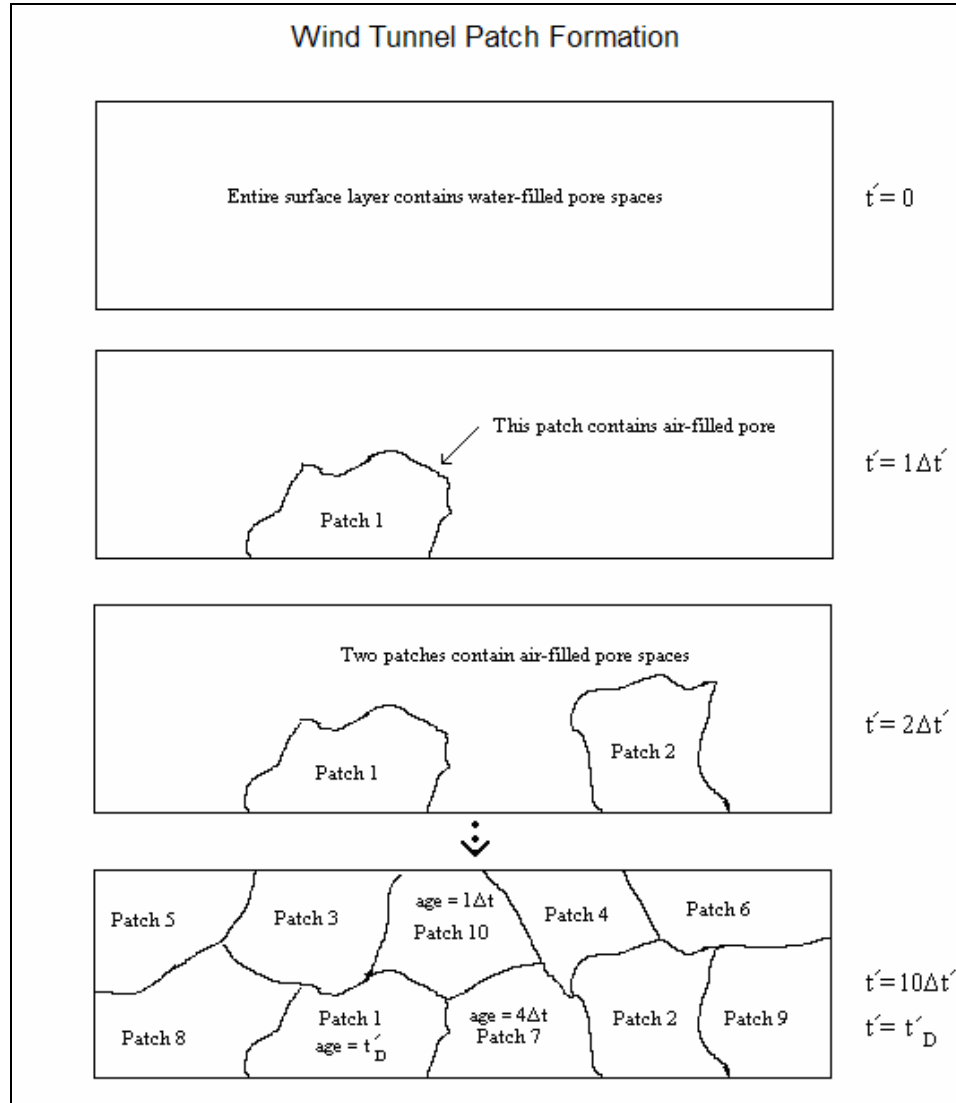 Wind Tunnel Patch Formation
Entire surface layer contains water-filled pore spaces
t′= 0
This patch contains air-filled pore
Patch 1
t′= 1Δt′
Two patches contain air-filled pore spaces
Patch 1
Patch 2
t′= 2Δt′
Patch 5
Patch 3
age = 1Δt
Patch 10
Patch 4
Patch 6
Patch 8
Patch 1
age = t′D
age = 4Δt
Patch 7
Patch 2
Patch 9
t′= 10Δt′
t′= t′D